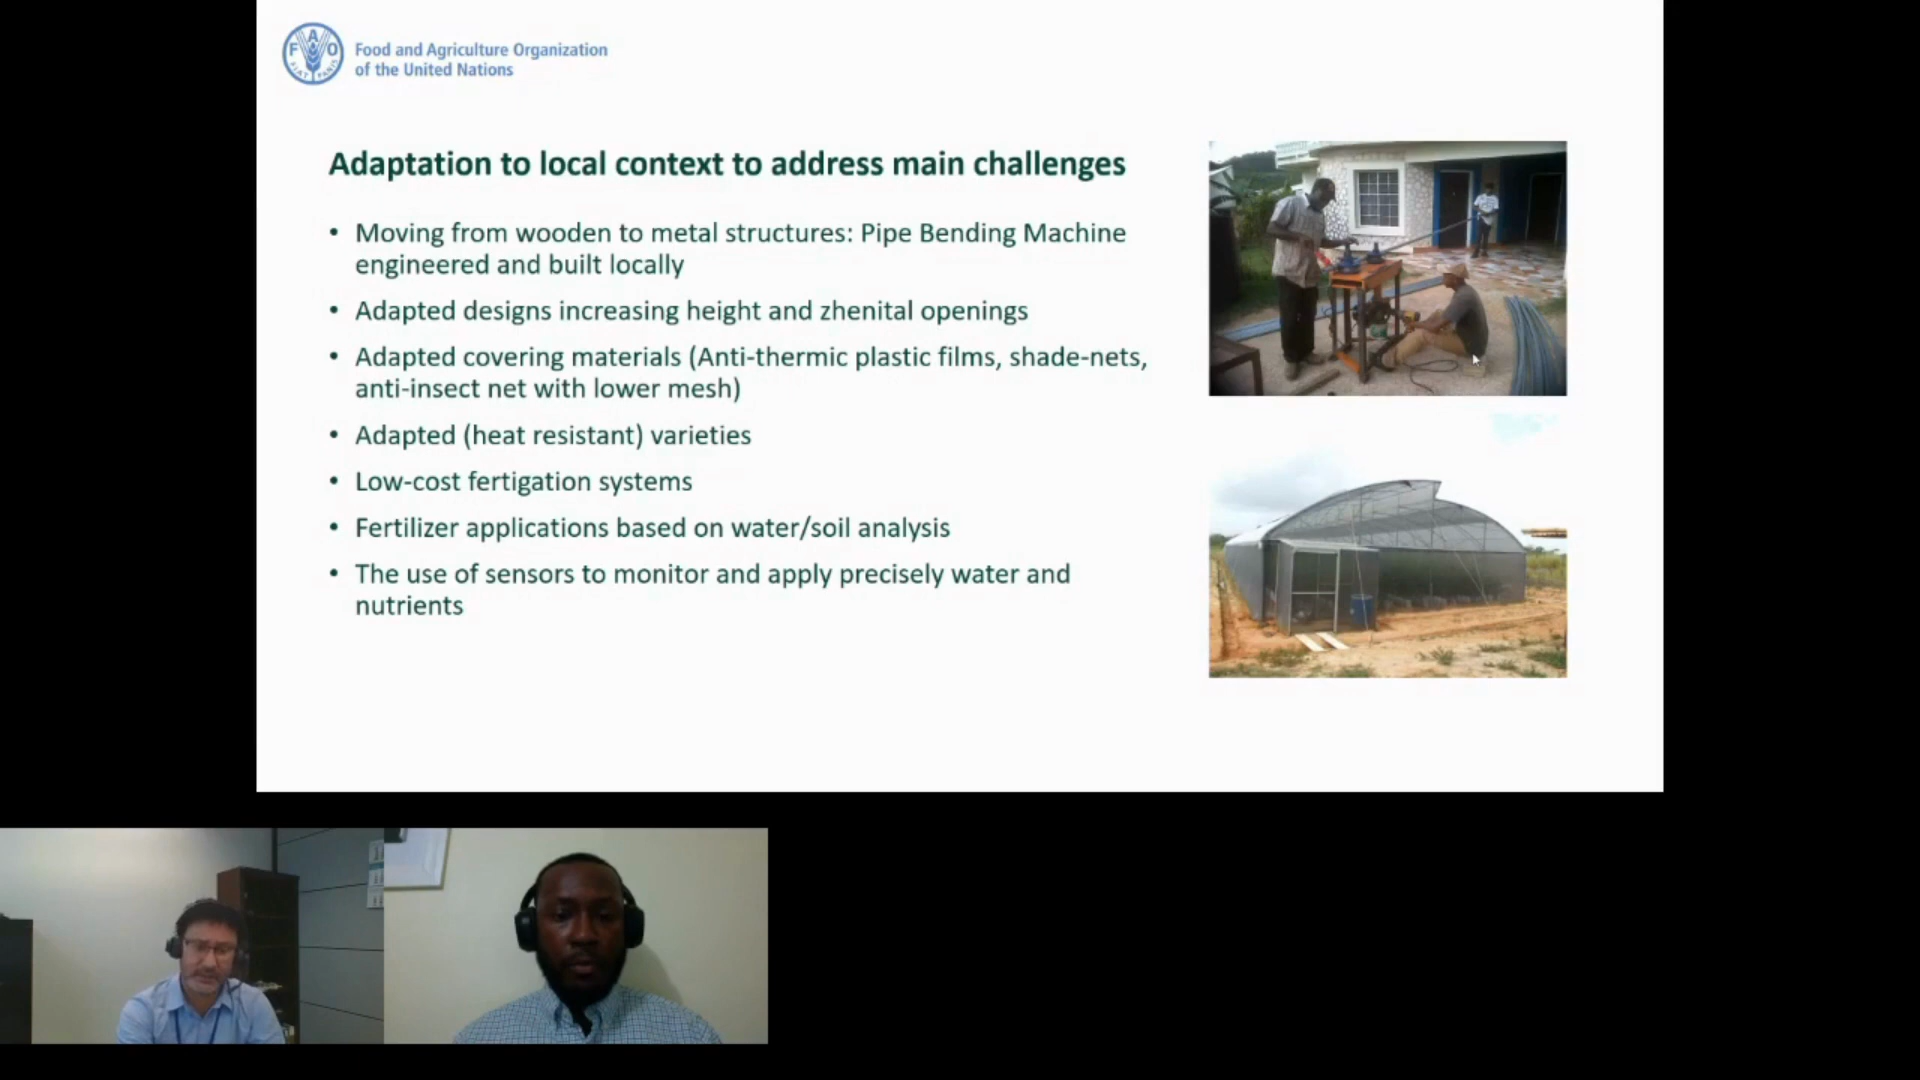 FAO
FIAT PANIS
Food and Agriculture Organization
of the United Nations
Adaptation to local context to address main challenges
• Moving from wooden to metal structures: Pipe Bending Machine
engineered and built locally
• Adapted designs increasing height and zhenital openings
• Adapted covering materials (Anti-thermic plastic films, shade-nets,
anti-insect net with lower mesh)
• Adapted (heat resistant) varieties
• Low-cost fertigation systems
• Fertilizer applications based on water/soil analysis
• The use of sensors to monitor and apply precisely water and
nutrients